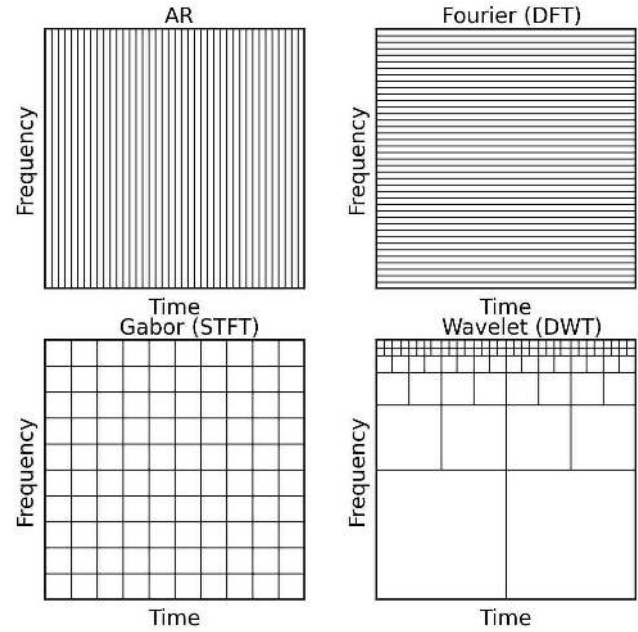 AR
Frequency
Time
Fourier (DFT)
Frequency
Time
Gabor (STFT)
Frequency
Time
Wavelet (DWT)
Frequency
Time